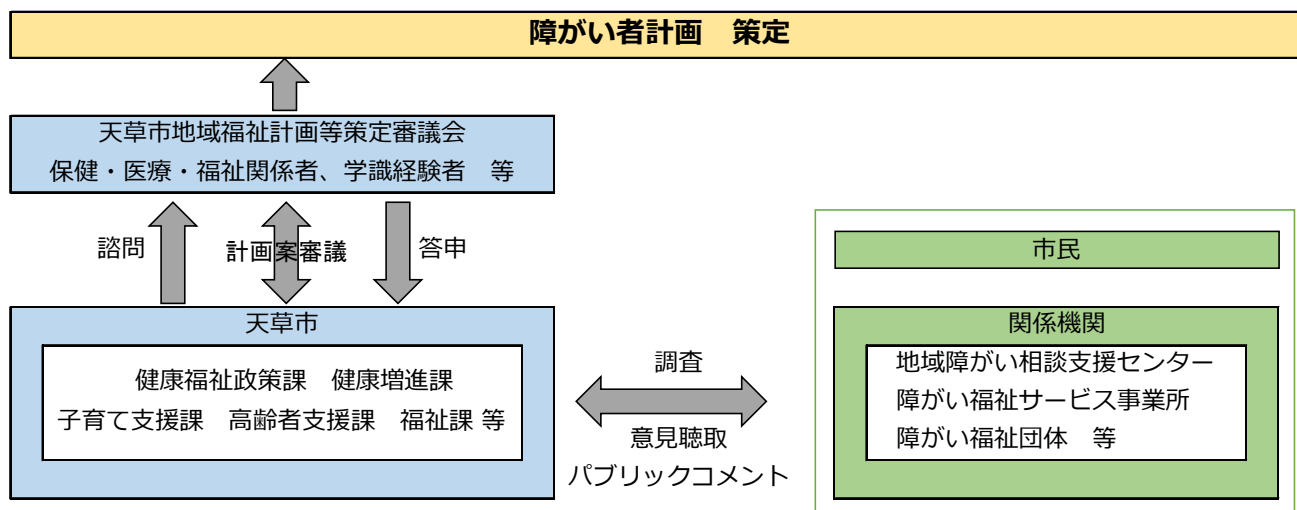 障がい者計画　策定
天草市地域福祉計画等策定審議会
保健・医療・福祉関係者、学識経験者　等
諮問
計画案審議
答申
天草市
健康福祉政策課　健康増進課
子育て支援課　高齢者支援課　福祉課 等
調査
意見聴取
パブリックコメント
市民
関係機関
地域障がい相談支援センター
障がい福祉サービス事業所
障がい福祉団体　等